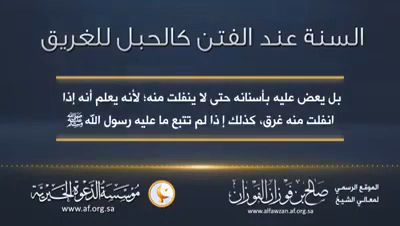 السنة عند الفتن كالحبل للغريق
بل يعض عليه بأسنانه حتى لا ينفلت منه؛ لأنه يعلم أنه إذا
انفلت منه غرق، كذلك إذا لم تتبع ما عليه رسول الله ﷺ
الموقع الرسمي
لمعالي الشيخ
صالح بن فوزان الفوزان
www.alfawzan.af.org.sa
مؤسسة الدعوة الخيرية
www.af.org.sa